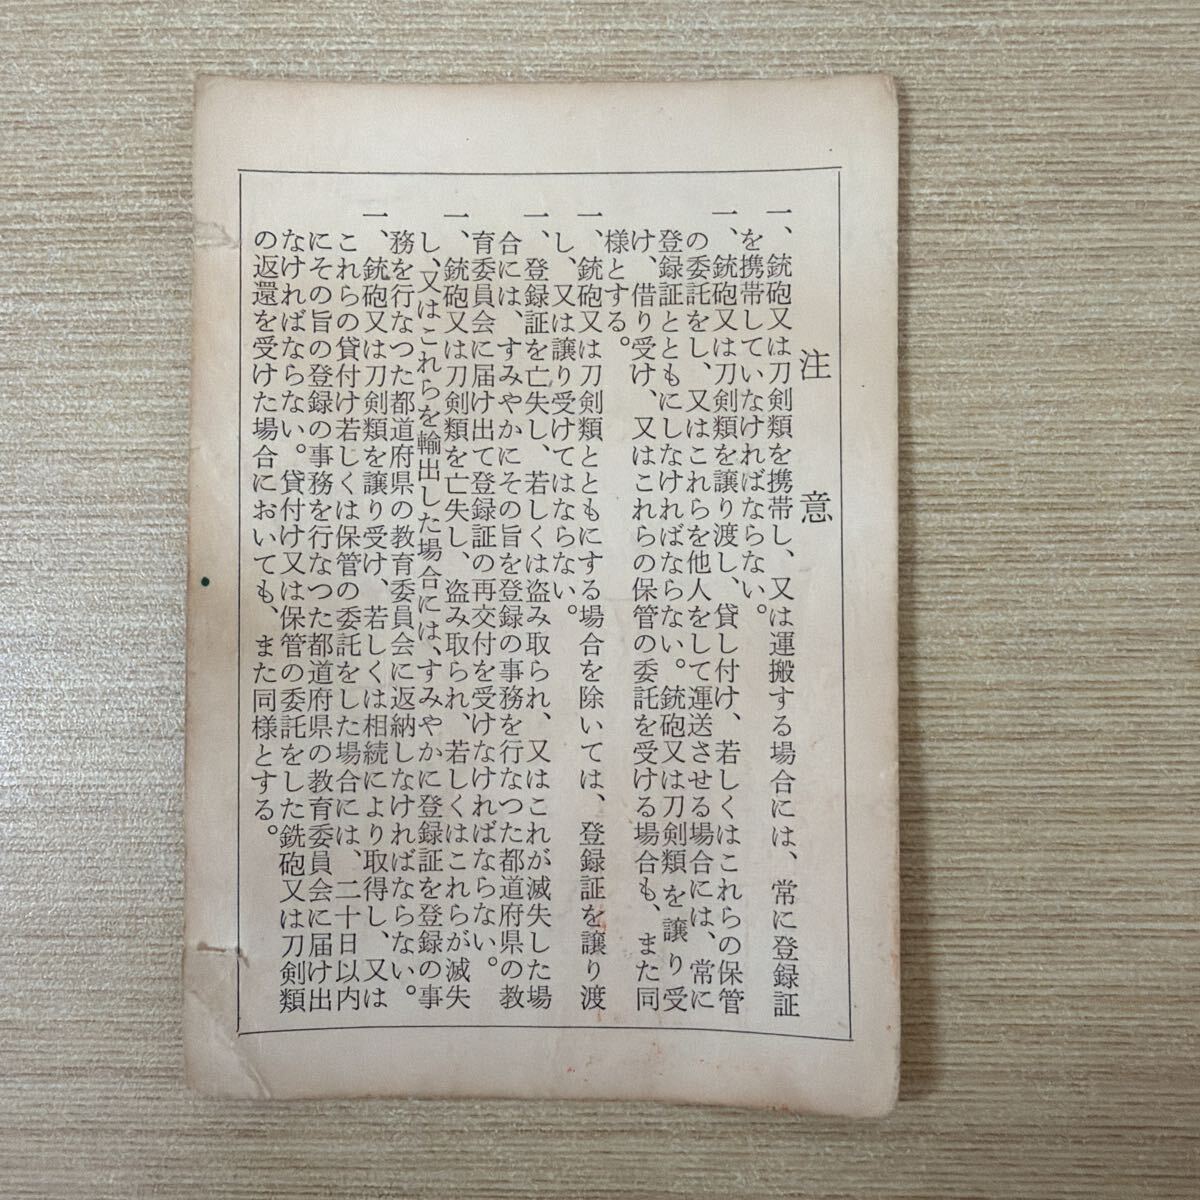 注意
一、銃砲又は刀剣類を携帯し、又は運搬する場合には、常に登録証
を携帯していなければならない。
一、銃砲又は刀剣類を譲り渡し、貸し付け、若しくはこれらの保管
の委託をし、又はこれらを他人をして運送させる場合には、常に
登録証とともにしなければならない。銃砲又は刀剣類を譲り受
け、借り受け、又はこれらの保管の委託を受ける場合も、また同
様とする。
一、銃砲又は刀剣類とともにする場合を除いては、登録証を譲り渡
し、又は譲り受けてはならない。
一、登録証を亡失し、若しくは盗み取られ、又はこれが滅失した場
合には、すみやかにその旨を登録の事務を行なつた都道府県の教
育委員会に届け出て登録証の再交付を受けなければならない。
一、銃砲又は刀剣類を亡失し、盗み取られ、若しくはこれらが滅失
し、又はこれらを輸出した場合には、すみやかに登録証を登録の事
務を行なつた都道府県の教育委員会に返納しなければならない。
一、銃砲又は刀剣類を譲り受け、若しくは相続により取得し、又は
これらの貸付け若しくは保管の委託をした場合には、二十日以内
にその旨の登録の事務を行なつた都道府県の教育委員会に届け出
なければならない。貸付け又は保管の委託をした銃砲又は刀剣類
の返還を受けた場合においても、また同様とする。